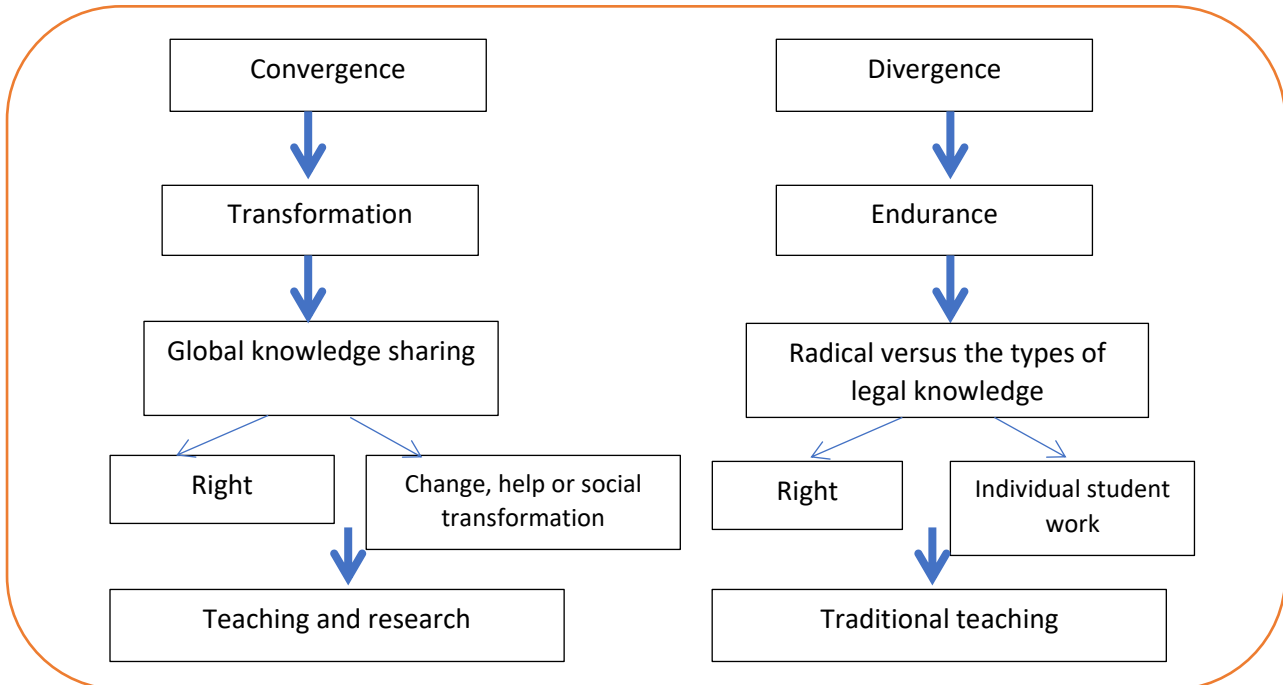 Convergence
Divergence
Transformation
Endurance
Global knowledge sharing
Radical versus the types of
legal knowledge
Right
Change, help or social
transformation
Right
Individual student
work
Teaching and research
Traditional teaching